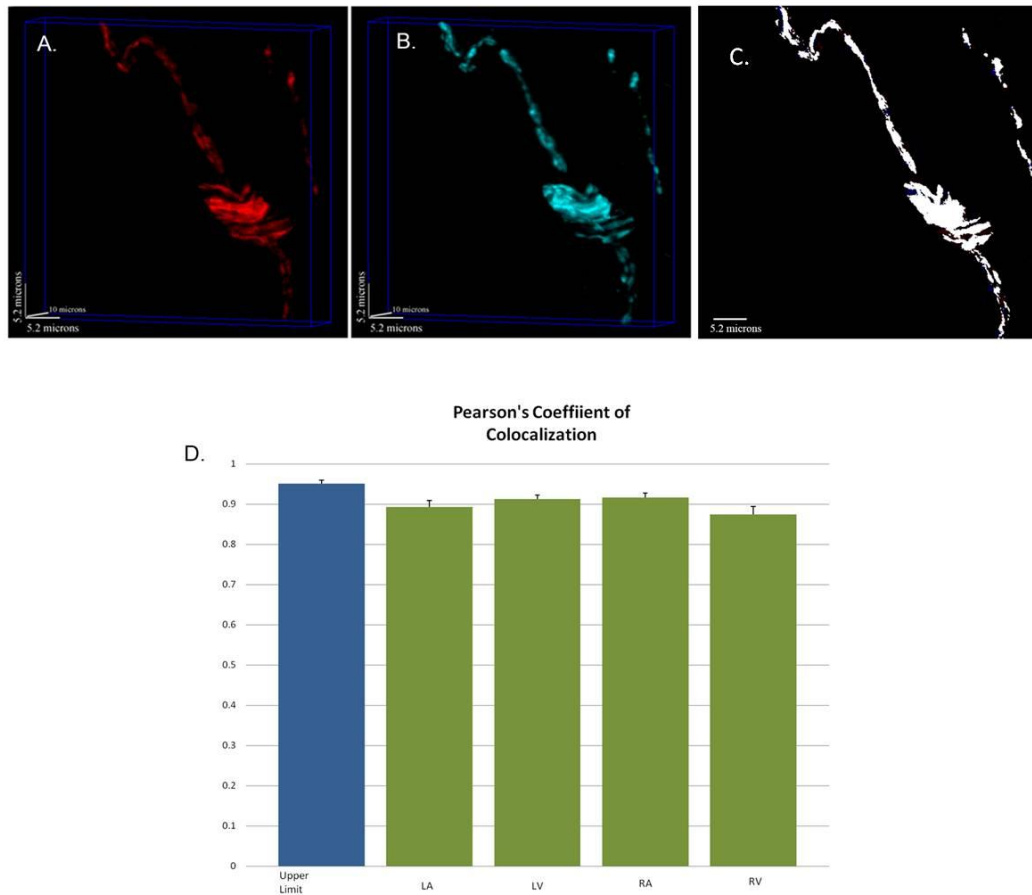 A.
5.2 microns
10 microns
5.2 microns
B.
5.2 microns
10 microns
5.2 microns
C.
5.2 microns
Pearson's Coeffiient of
Colocalization
D.
1
0.9
0.8
0.7
0.6
0.5
0.4
0.3
0.2
0.1
0
Upper
Limit
LA
LV
RA
RV